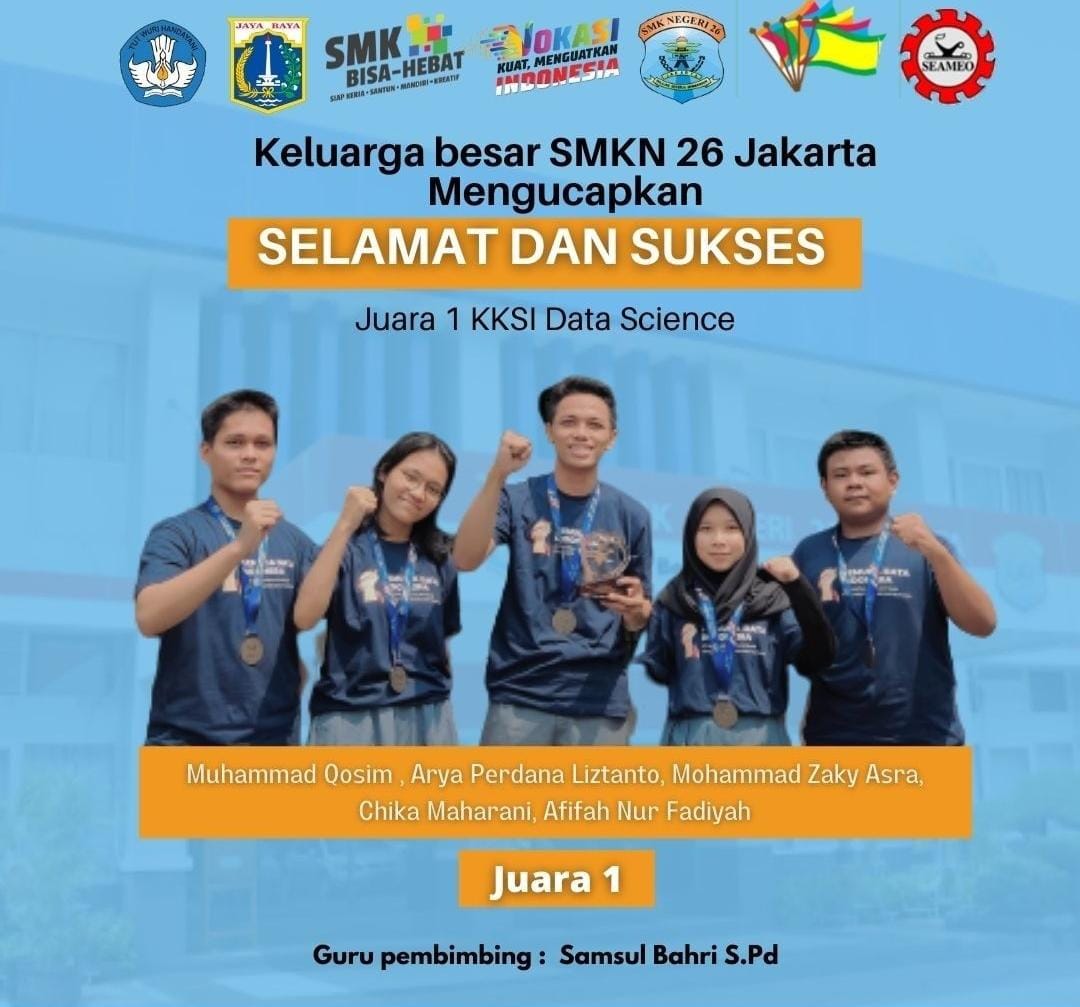 TUT WURI HANDAYANI
JAYA RAYA
SMK
BISA-HEBAT
SIAP KERJA • SANTUN • MANDIRI • KREATIF
VOKASI
KUAT, MENGUATKAN
INDONESIA
SMK NEGERI 26
JAKARTA
SEAMEO
Keluarga besar SMKN 26 Jakarta
Mengucapkan
SELAMAT DAN SUKSES
Juara 1 KKSI Data Science
Muhammad Qosim , Arya Perdana Liztanto, Mohammad Zaky Asra,
Chika Maharani, Afifah Nur Fadiyah
Juara 1
Guru pembimbing : Samsul Bahri S.Pd